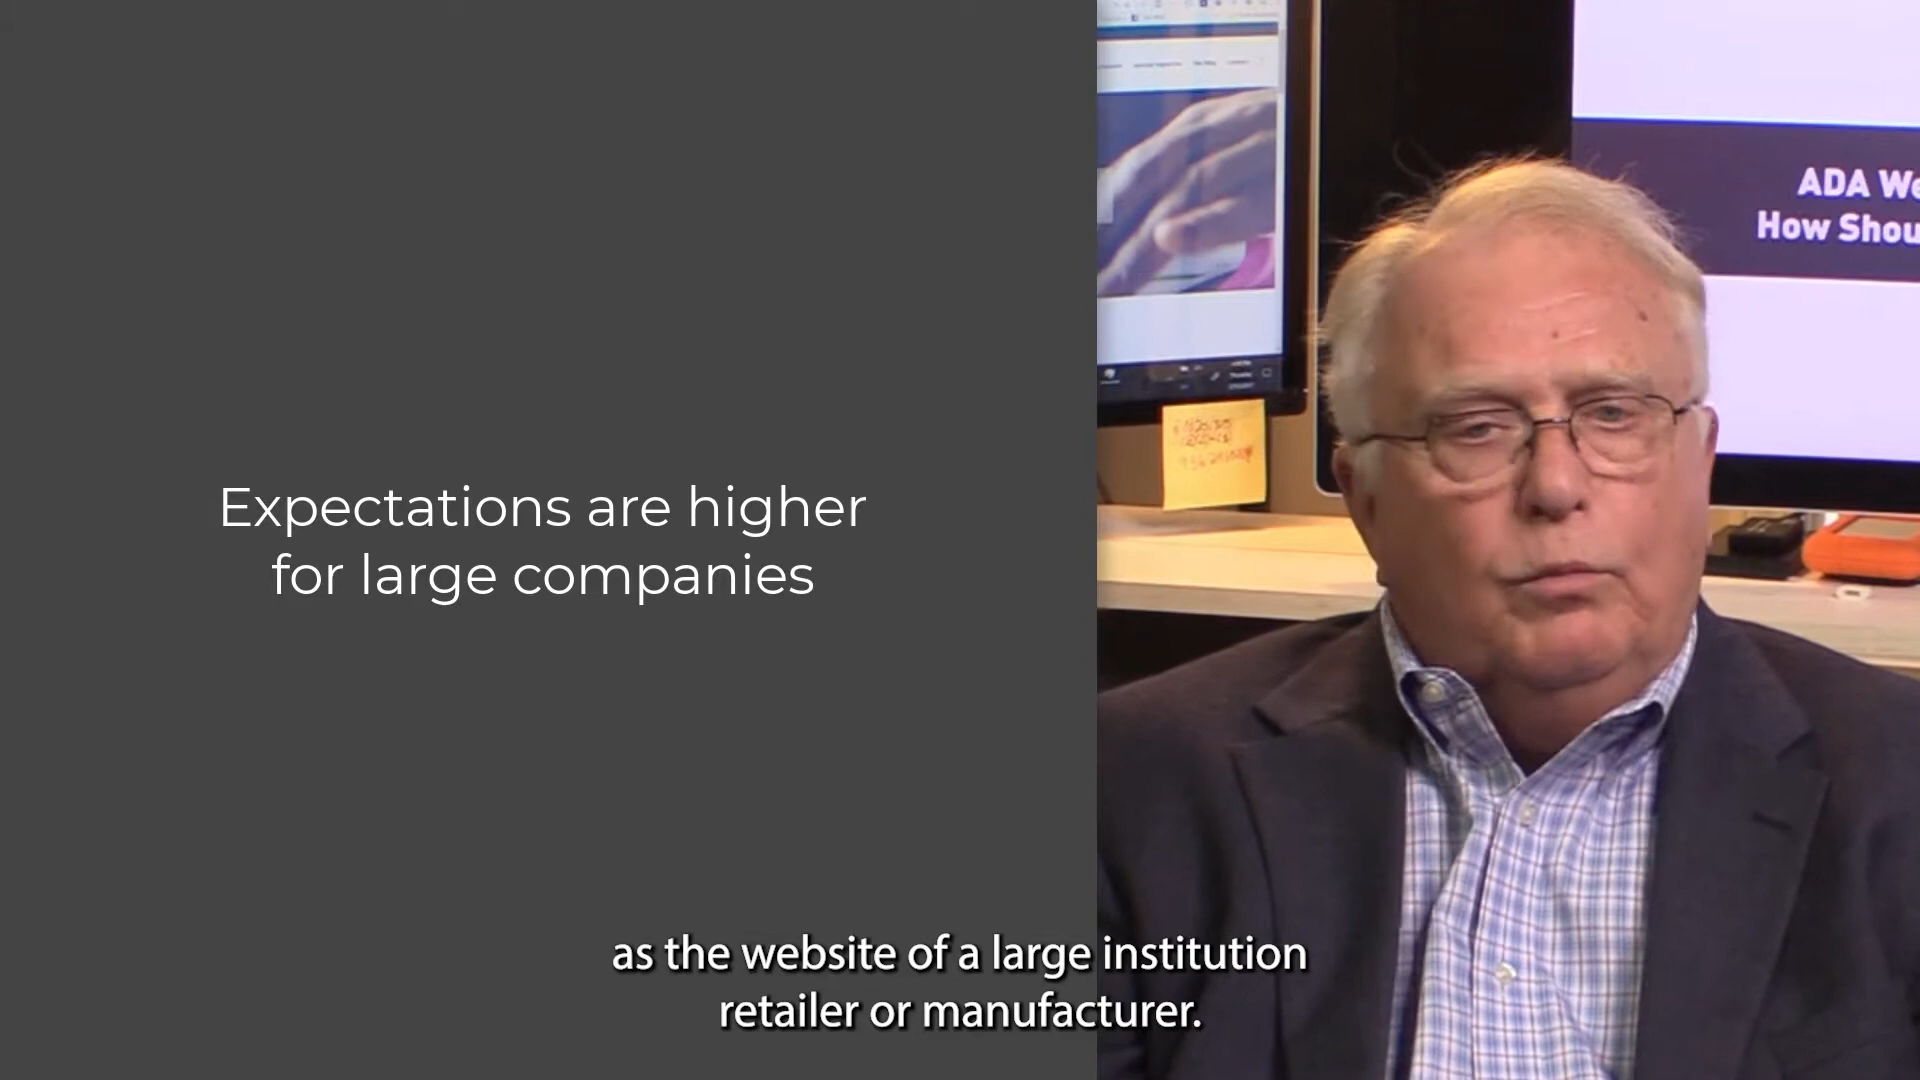 Expectations are higher
for large companies
ADA We
How Shou
as the website of a large institution
retailer or manufacturer.